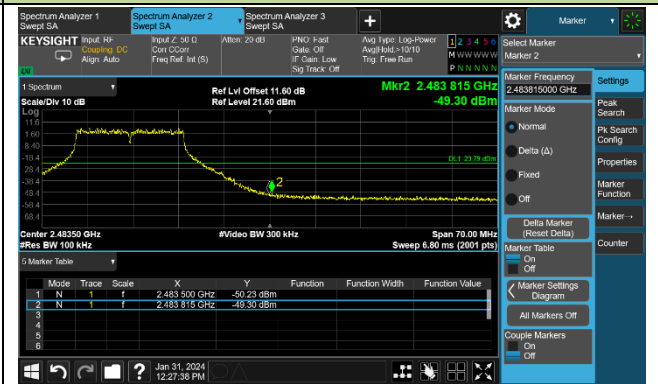 Spectrum Analyzer 1
Swept SA
Spectrum Analyzer 2
Swept SA
Spectrum Analyzer 3
Swept SA
Marker
KEYSIGHT
Input: RF
Coupling: DC
Align: Auto
Input Z: 50 Ω
Corr CCorr
Freq Ref: Int (S)
Atten: 20 dB
PNO: Fast
Gate: Off
IF Gain: Low
Sig Track: Off
Avg Type: Log-Power
Avg|Hold:>10/10
Trig: Free Run
1 2 3 4 5 6
M W W W W W
P N N N N N
LW
Select Marker
Marker 2
1 Spectrum
Scale/Div 10 dB
Ref Lvl Offset 11.60 dB
Ref Level 21.60 dBm
Mkr2 2.483 815 GHz
-49.30 dBm
Log
11.6
1.60
-8.40
-18.4
-28.4
-38.4
-48.4
-58.4
-68.4
DL1 -23.79 dBm
2
Center 2.48350 GHz
#Res BW 100 kHz
#Video BW 300 kHz
Span 70.00 MHz
Sweep 6.80 ms (2001 pts)
5 Marker Table
Mode Trace Scale X Y Function Function Width Function Value
1 N 1 f 2.483 500 GHz -50.23 dBm
2 N 1 f 2.483 815 GHz -49.30 dBm
3
4
5
6
Marker Frequency
2.483815000 GHz
Marker Mode
Normal
Delta (Δ)
Fixed
Off
Delta Marker
(Reset Delta)
Marker Table
On
Off
Marker Settings
Diagram
All Markers Off
Couple Markers
On
Off
Settings
Peak
Search
Pk Search
Config
Properties
Marker
Function
Marker→
Counter
?
Jan 31, 2024
12:27:38 PM